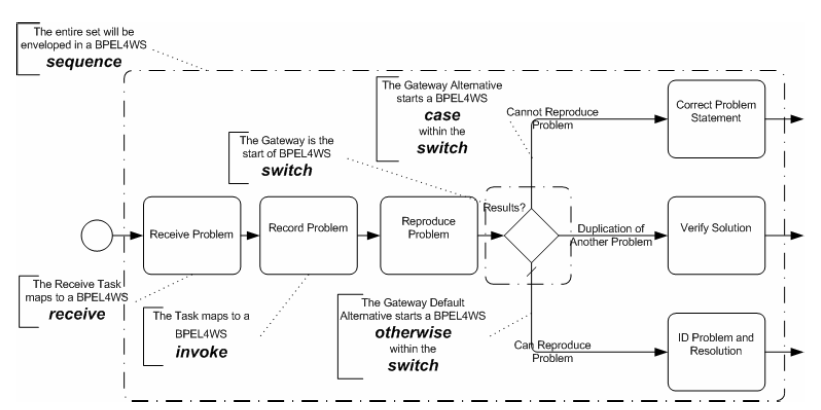 The entire set will be
enveloped in a BPEL4WS
sequence
The Gateway Alternative
starts a BPEL4WS
case
within the
switch
Cannot Reproduce
Problem
Correct Problem
Statement
The Gateway is the
start of BPEL4WS
switch
Receive Problem
Record Problem
Reproduce
Problem
Results?
Duplication of
Another Problem
Verify Solution
The Receive Task
maps to a BPEL4WS
receive
The Task maps to a
BPEL4WS
invoke
The Gateway Default
Alternative starts a BPEL4WS
otherwise
within the
switch
Can Reproduce
Problem
ID Problem and
Resolution